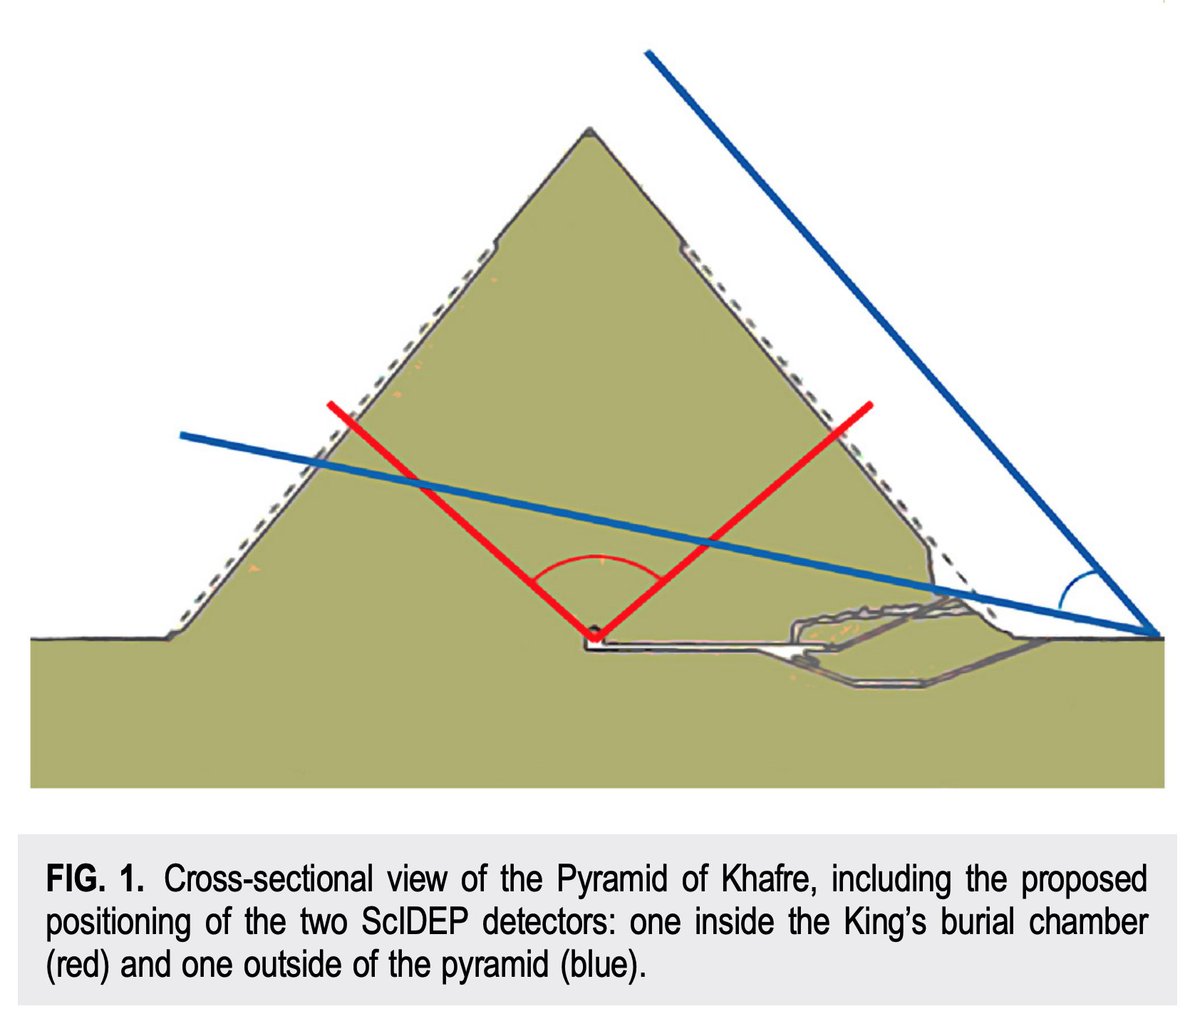 FIG. 1. Cross-sectional view of the Pyramid of Khafre, including the proposed
positioning of the two ScIDEP detectors: one inside the King’s burial chamber
(red) and one outside of the pyramid (blue).